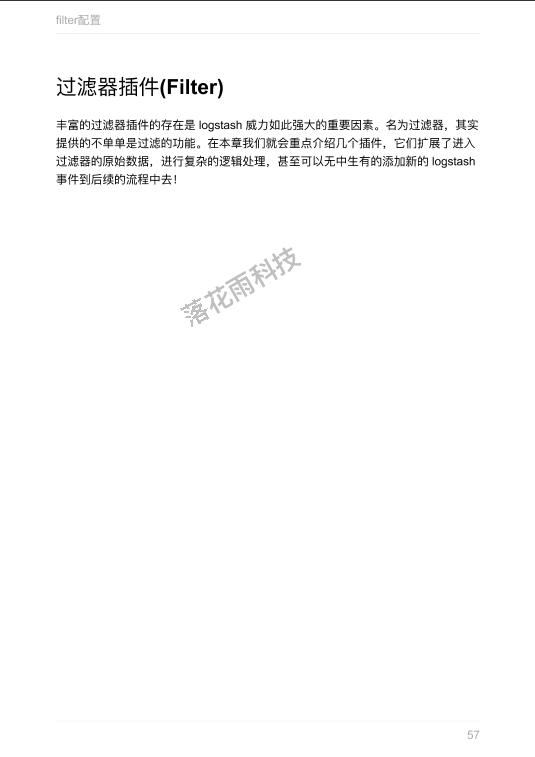 filter配置
过滤器插件(Filter)
丰富的过滤器插件的存在是 logstash 威力如此强大的重要因素。名为过滤器，其实
提供的不单单是过滤的功能。在本章我们就会重点介绍几个插件，它们扩展了进入
过滤器的原始数据，进行复杂的逻辑处理，甚至可以无中生有的添加新的 logstash
事件到后续的流程中去！
落花雨科技
57